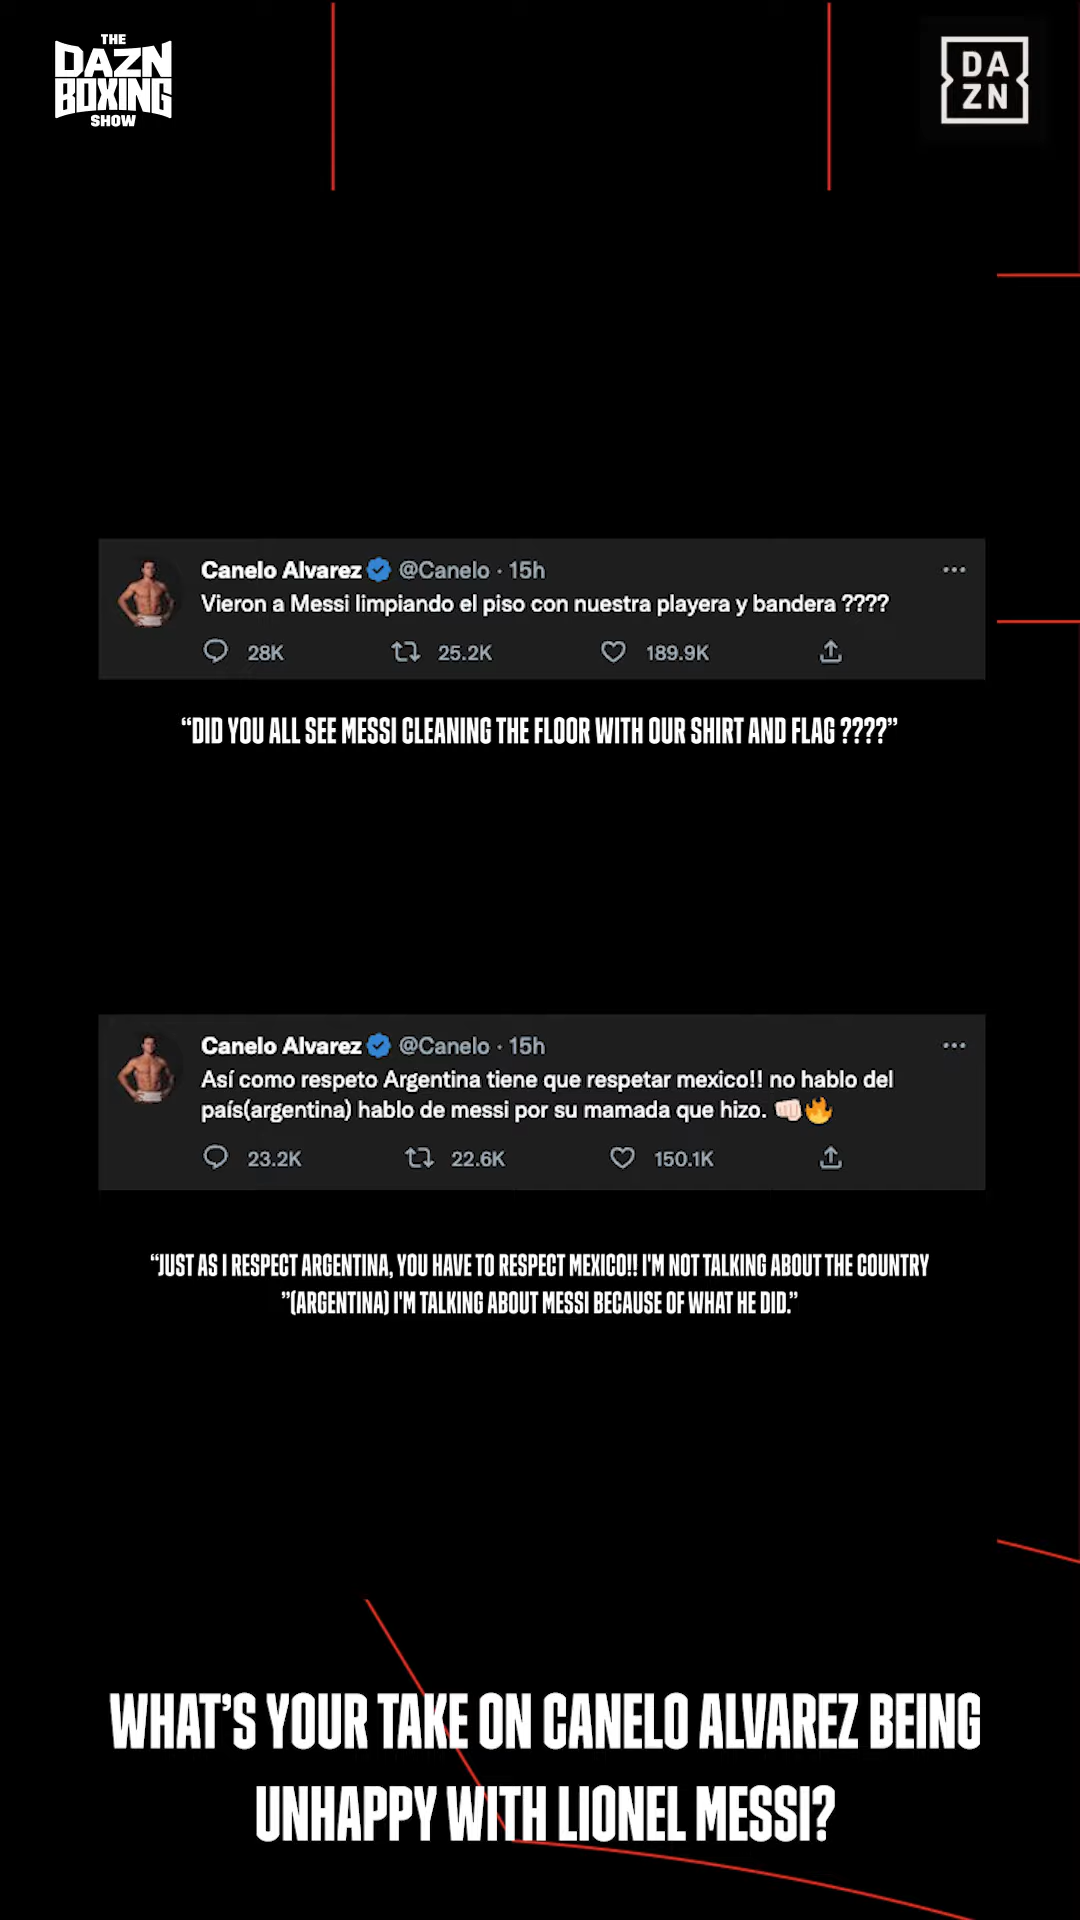 THE
DAZN
BOXING
SHOW
DA
ZN
Canelo Alvarez @Canelo · 15h
Vieron a Messi limpiando el piso con nuestra playera y bandera ????
28K 25.2K 189.9K
“DID YOU ALL SEE MESSI CLEANING THE FLOOR WITH OUR SHIRT AND FLAG ????”
Canelo Alvarez @Canelo · 15h
Así como respeto Argentina tiene que respetar mexico!! no hablo del
país(argentina) hablo de messi por su mamada que hizo. 👊🏻🔥
23.2K 22.6K 150.1K
“JUST AS I RESPECT ARGENTINA, YOU HAVE TO RESPECT MEXICO!! I'M NOT TALKING ABOUT THE COUNTRY
”(ARGENTINA) I'M TALKING ABOUT MESSI BECAUSE OF WHAT HE DID.”
WHAT’S YOUR TAKE ON CANELO ALVAREZ BEING
UNHAPPY WITH LIONEL MESSI?